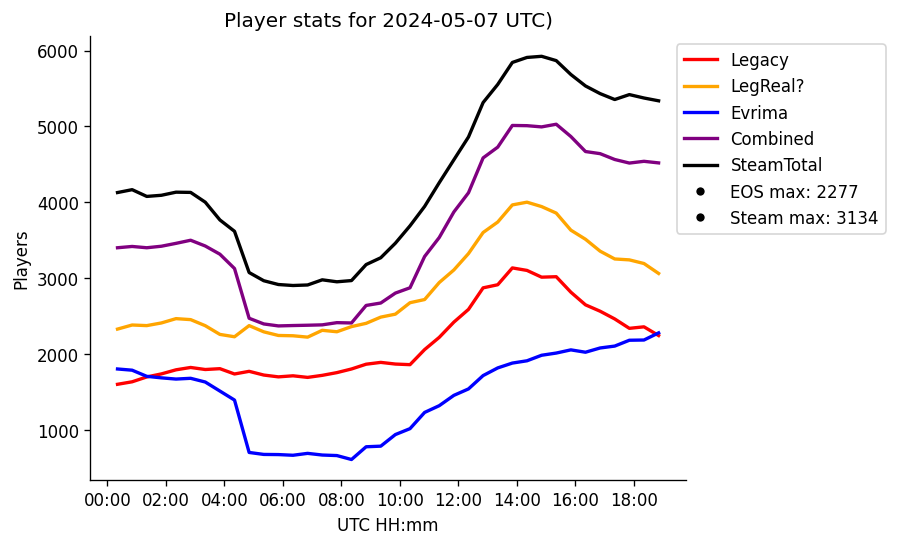 Player stats for 2024-05-07 UTC)
6000
5000
4000
3000
2000
1000
Players
00:00 02:00 04:00 06:00 08:00 10:00 12:00 14:00 16:00 18:00
UTC HH:mm
Legacy
LegReal?
Evrima
Combined
SteamTotal
EOS max: 2277
Steam max: 3134